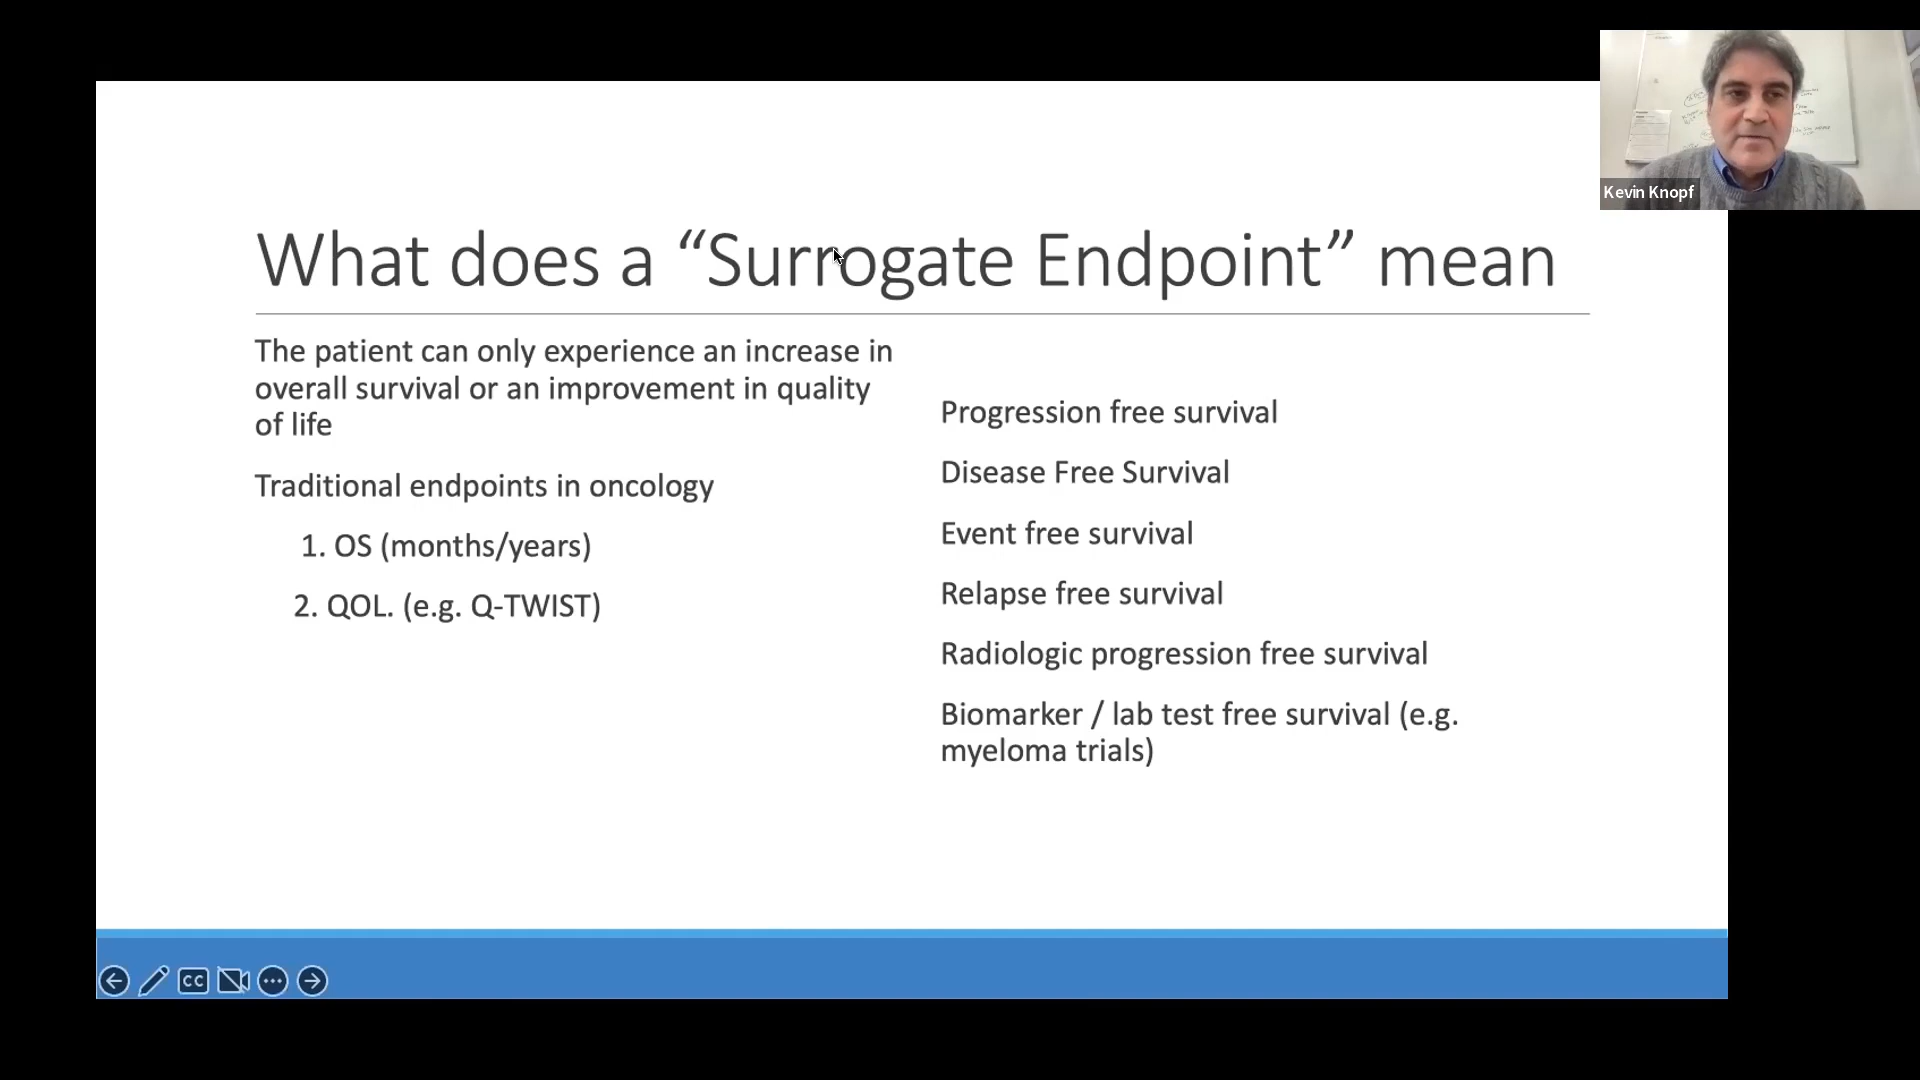 What does a “Surrogate Endpoint” mean
The patient can only experience an increase in
overall survival or an improvement in quality
of life
Traditional endpoints in oncology
1. OS (months/years)
2. QOL. (e.g. Q-TWIST)
Progression free survival
Disease Free Survival
Event free survival
Relapse free survival
Radiologic progression free survival
Biomarker / lab test free survival (e.g.
myeloma trials)
Kevin Knopf
CC